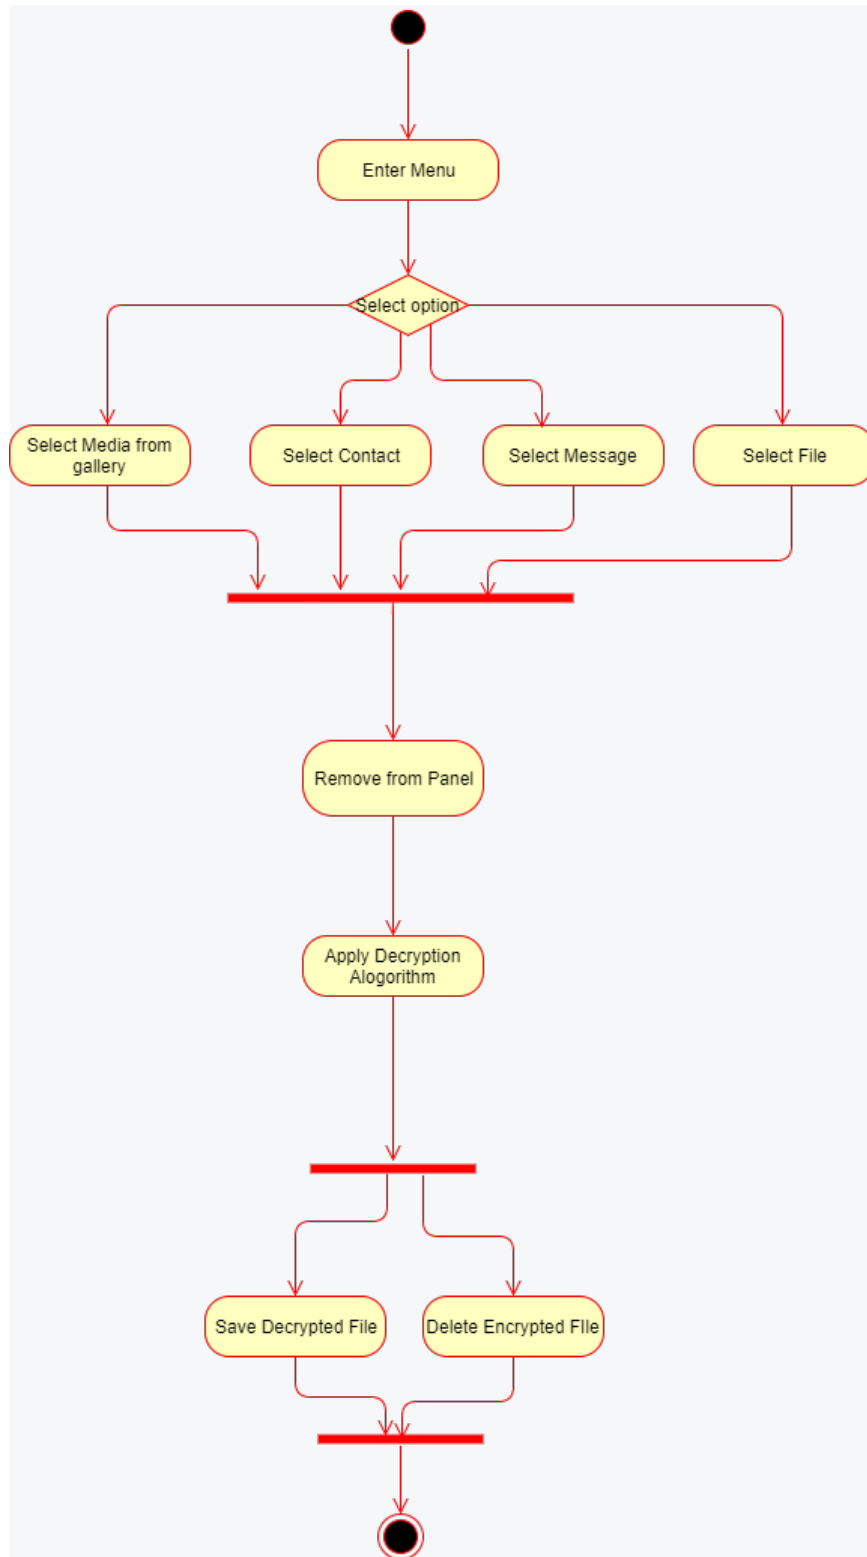 Enter Menu
Select option
Select Media from
gallery
Select Contact
Select Message
Select File
Remove from Panel
Apply Decryption
Alogorithm
Save Decrypted File
Delete Encrypted FIle